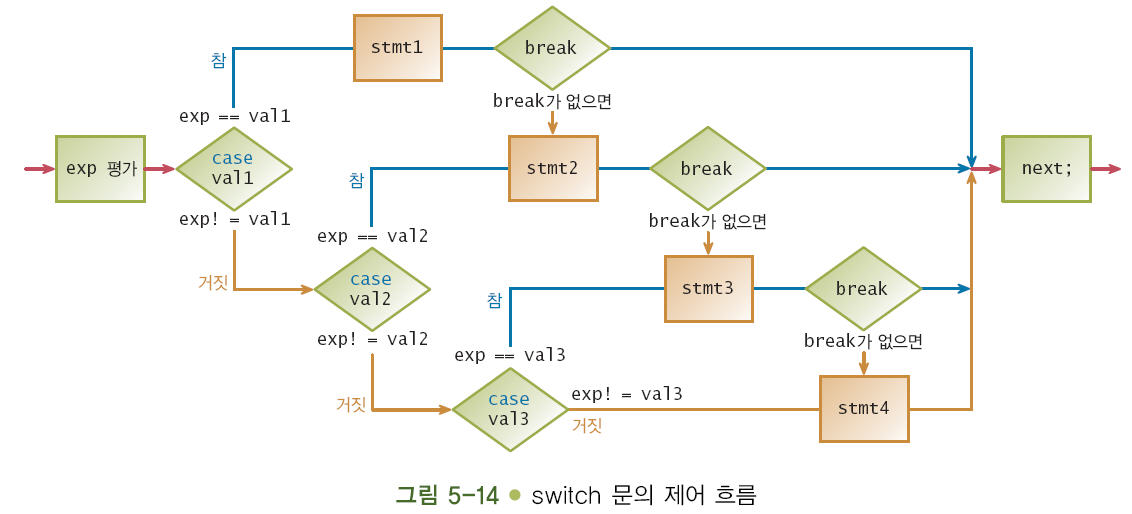 stmt1
break
참
break가 없으면
exp == val1
exp 평가
case
val1
stmt2
break
next;
참
exp! = val1
break가 없으면
exp == val2
거짓
case
val2
stmt3
break
참
exp! = val2
break가 없으면
exp == val3
거짓
case
val3
exp! = val3
거짓
stmt4
그림 5-14 ● switch 문의 제어 흐름